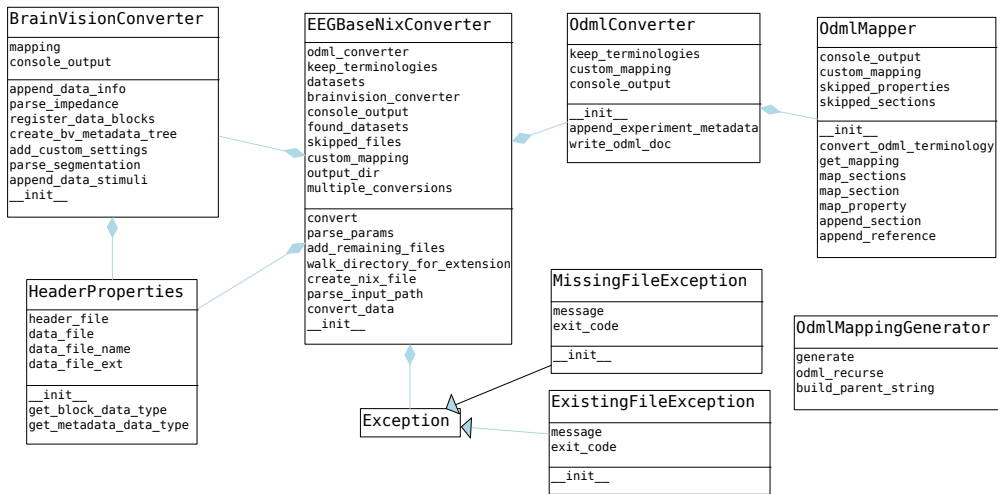 BrainVisionConverter
mapping
console_output
append_data_info
parse_impedance
register_data_blocks
create_bv_metadata_tree
add_custom_settings
parse_segmentation
append_data_stimuli
__init__
EEGBaseNixConverter
odml_converter
keep_terminologies
datasets
brainvision_converter
console_output
found_datasets
skipped_files
custom_mapping
output_dir
multiple_conversions
convert
parse_params
add_remaining_files
walk_directory_for_extension
create_nix_file
parse_input_path
convert_data
__init__
OdmlConverter
keep_terminologies
custom_mapping
console_output
__init__
append_experiment_metadata
write_odml_doc
OdmlMapper
console_output
custom_mapping
skipped_properties
skipped_sections
__init__
convert_odml_terminology
get_mapping
map_sections
map_section
map_property
append_section
append_reference
HeaderProperties
header_file
data_file
data_file_name
data_file_ext
__init__
get_block_data_type
get_metadata_data_type
MissingFileException
message
exit_code
__init__
OdmlMappingGenerator
generate
odml_recurse
build_parent_string
Exception
ExistingFileException
message
exit_code
__init__